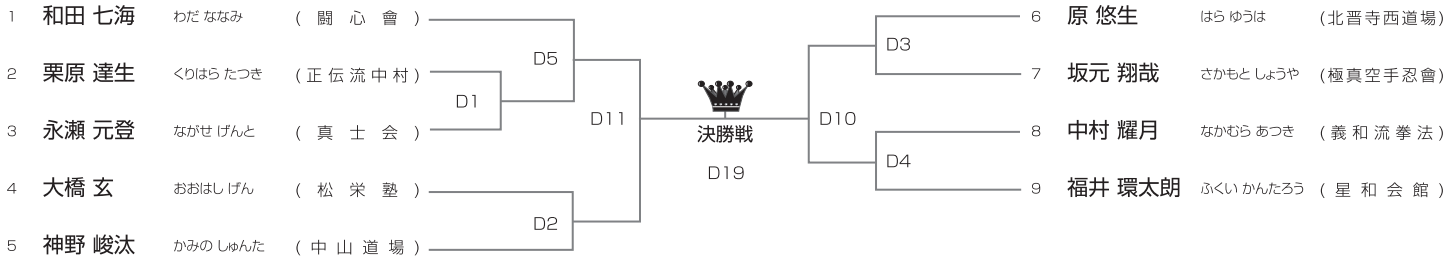 1 和田 七海 わだ ななみ (闘心會)
D5
2 栗原 達生 くりはら たつき (正伝流中村)
D1
3 永瀬 元登 ながせ げんと (真士会)
D11
4 大橋 玄 おおはし げん (松栄塾)
D2
5 神野 峻汰 かみの しゅんた (中山道場)
決勝戦
D19
6 原 悠生 はら ゆうは (北晋寺西道場)
D3
7 坂元 翔哉 さかもと しょうや (極真空手忍會)
D10
8 中村 耀月 なかむら あつき (義和流拳法)
D4
9 福井 環太朗 ふくい かんたろう (星和会館)